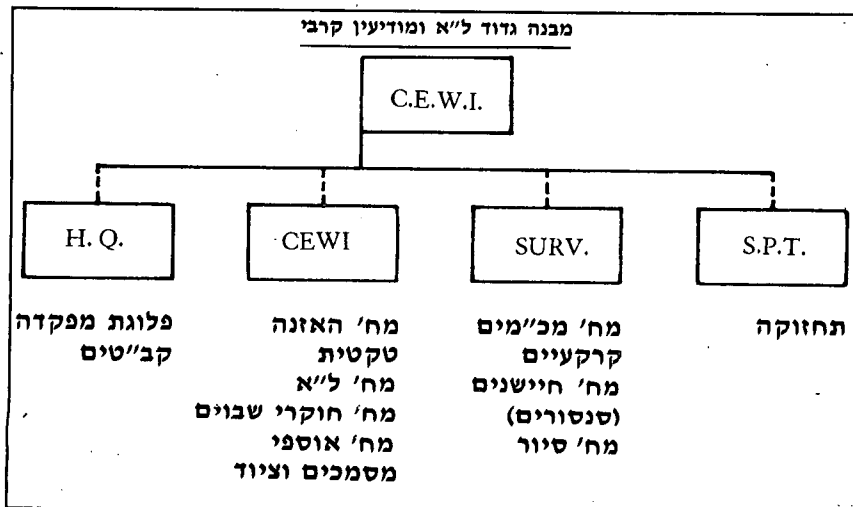 מבנה גדוד ל״א ומודיעין קרבי
C.E.W.I.
H. Q.
פלוגת מפקדה
קב״טים
CEWI
מח׳ האזנה
טקטית
מח׳ ל״א
מח׳ חוקרי שבויים
מח׳ אוספי
מסמכים וציוד
SURV.
מח׳ מכ״מים
קרקעיים
מח׳ חיישנים
(סנסורים)
מח׳ סיור
S.P.T.
תחזוקה